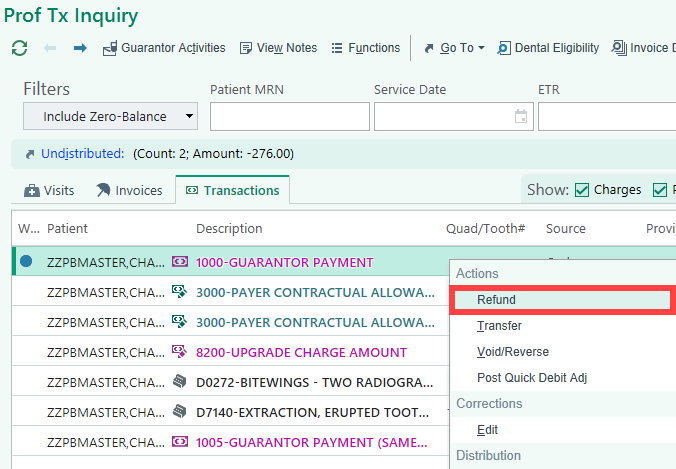 Prof Tx Inquiry
Guarantor Activities View Notes Functions Go To Dental Eligibility Invoice D
Filters Patient MRN Service Date ETR
Include Zero-Balance
Undistributed: (Count: 2; Amount: -276.00)
Visits Invoices Transactions Show: Charges
W... Patient Description Quad/Tooth# Source Provi
ZZPBMASTER,CHA... 1000-GUARANTOR PAYMENT
Actions
Refund
ZZPBMASTER,CHA... 3000-PAYER CONTRACTUAL ALLOWA...
ZZPBMASTER,CHA... 3000-PAYER CONTRACTUAL ALLOWA...
Transfer
ZZPBMASTER,CHA... 8200-UPGRADE CHARGE AMOUNT
Void/Reverse
ZZPBMASTER,CHA... D0272-BITEWINGS - TWO RADIOGRA...
Post Quick Debit Adj
ZZPBMASTER,CHA... D7140-EXTRACTION, ERUPTED TOOT...
Corrections
Edit
ZZPBMASTER,CHA... 1005-GUARANTOR PAYMENT (SAME...
Distribution